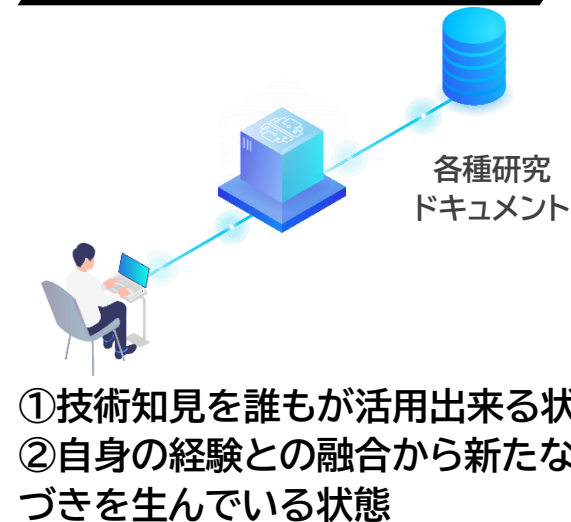 各種研究
ドキュメント
①技術知見を誰もが活用出来る状
②自身の経験との融合から新たな
づきを生んでいる状態